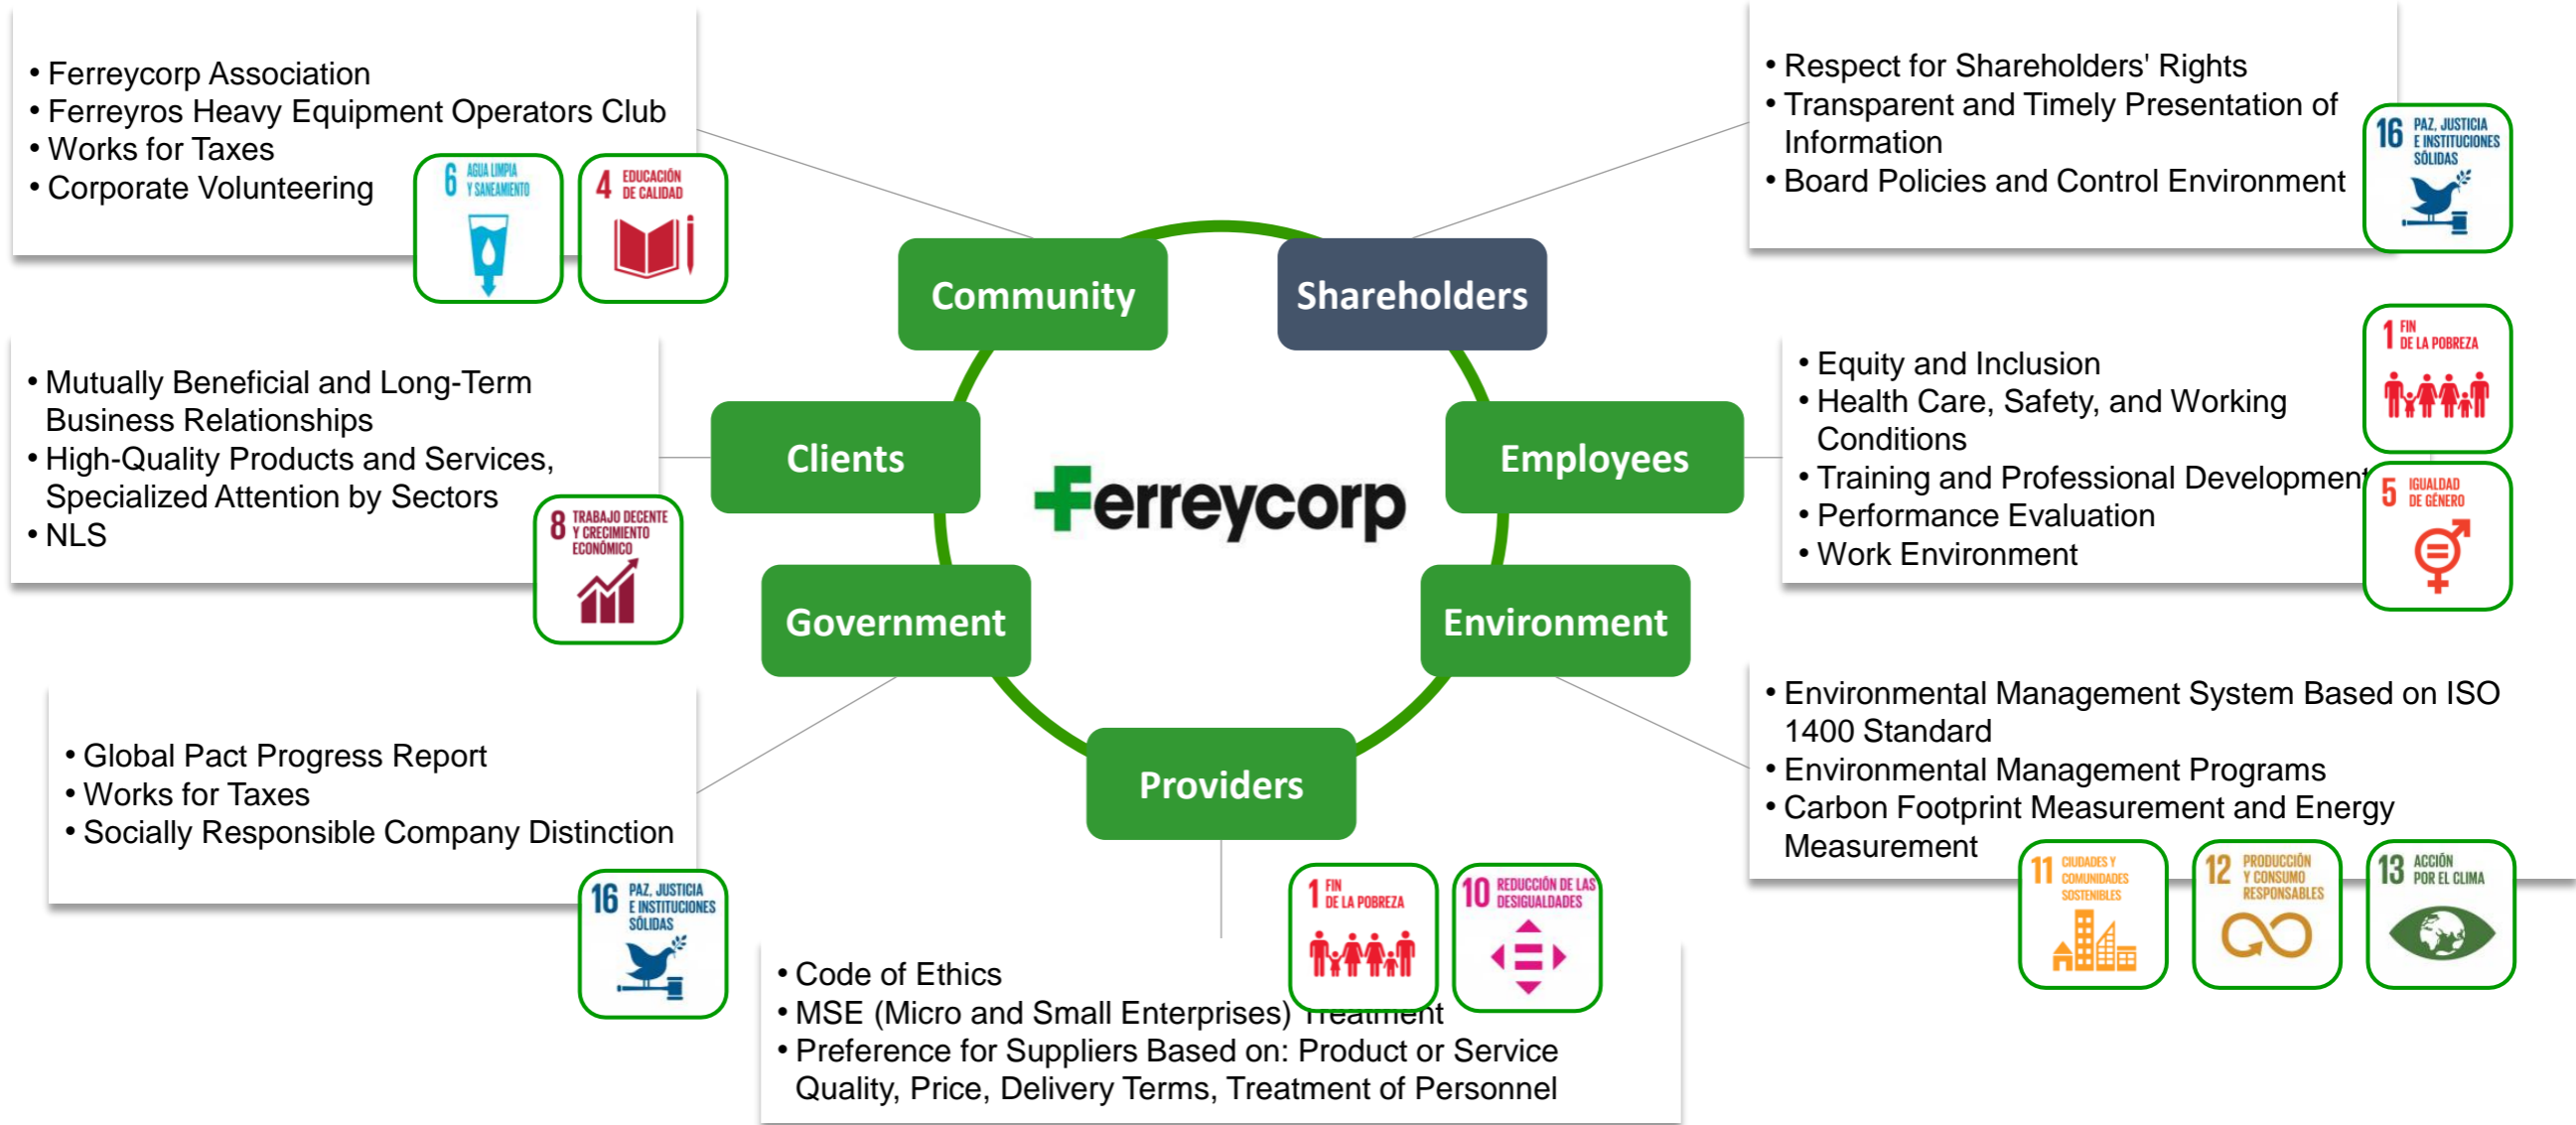 • Ferreycorp Association
• Ferreyros Heavy Equipment Operators Club
• Works for Taxes
• Corporate Volunteering
6 AGUA LIMPIA
Y SANEAMIENTO
4 EDUCACIÓN
DE CALIDAD
• Respect for Shareholders' Rights
• Transparent and Timely Presentation of
Information
• Board Policies and Control Environment
16 PAZ, JUSTICIA
E INSTITUCIONES
SÓLIDAS
Community
Shareholders
• Mutually Beneficial and Long-Term
Business Relationships
• High-Quality Products and Services,
Specialized Attention by Sectors
• NLS
8 TRABAJO DECENTE
Y CRECIMIENTO
ECONÓMICO
Clients
Ferreycorp
Employees
• Equity and Inclusion
• Health Care, Safety, and Working
Conditions
• Training and Professional Development
• Performance Evaluation
• Work Environment
1 FIN
DE LA POBREZA
5 IGUALDAD
DE GÉNERO
Government
Environment
• Global Pact Progress Report
• Works for Taxes
• Socially Responsible Company Distinction
16 PAZ, JUSTICIA
E INSTITUCIONES
SÓLIDAS
Providers
• Environmental Management System Based on ISO
1400 Standard
• Environmental Management Programs
• Carbon Footprint Measurement and Energy
Measurement
11 CIUDADES Y
COMUNIDADES
SOSTENIBLES
12 PRODUCCIÓN
Y CONSUMO
RESPONSABLES
13 ACCIÓN
POR EL CLIMA
1 FIN
DE LA POBREZA
10 REDUCCIÓN DE LAS
DESIGUALDADES
• Code of Ethics
• MSE (Micro and Small Enterprises) Treatment
• Preference for Suppliers Based on: Product or Service
Quality, Price, Delivery Terms, Treatment of Personnel